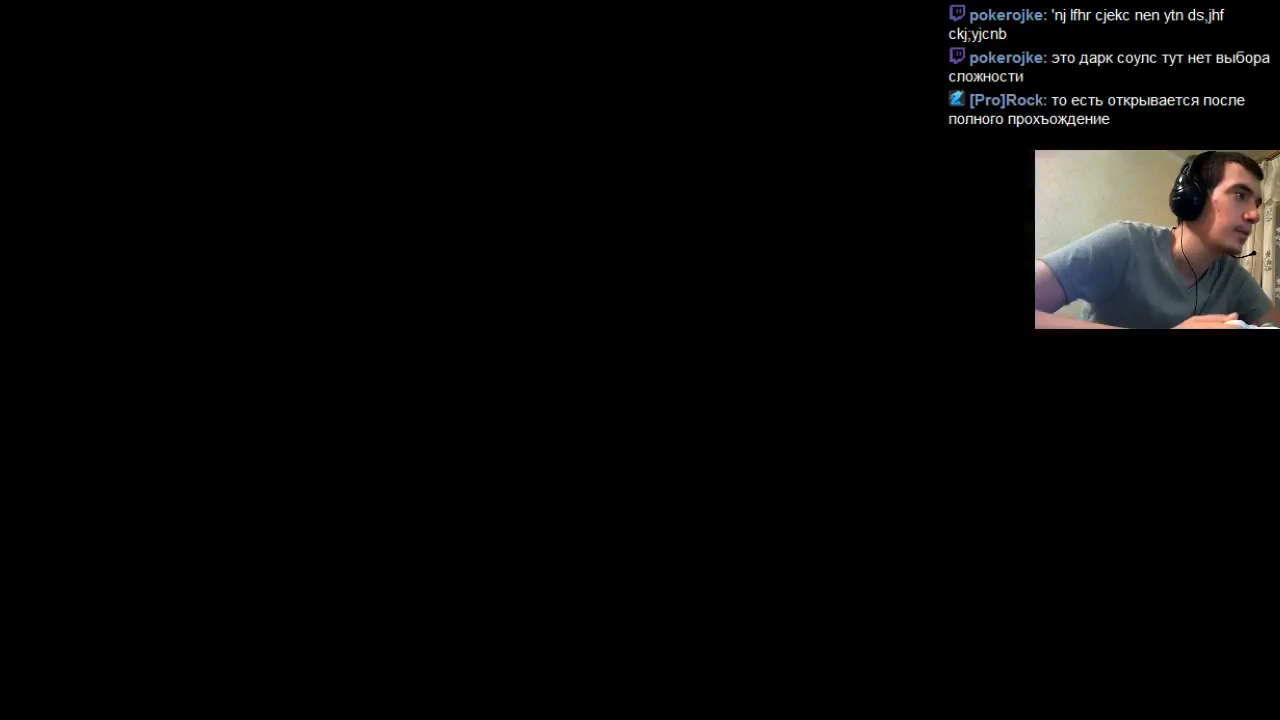 pokerojke: 'nj lfhr cjekc nen ytn ds,jhf
ckj;yjcnb
pokerojke: это дарк соулс тут нет выбора
сложности
[Pro]Rock: то есть открывается после
полного прохъождение